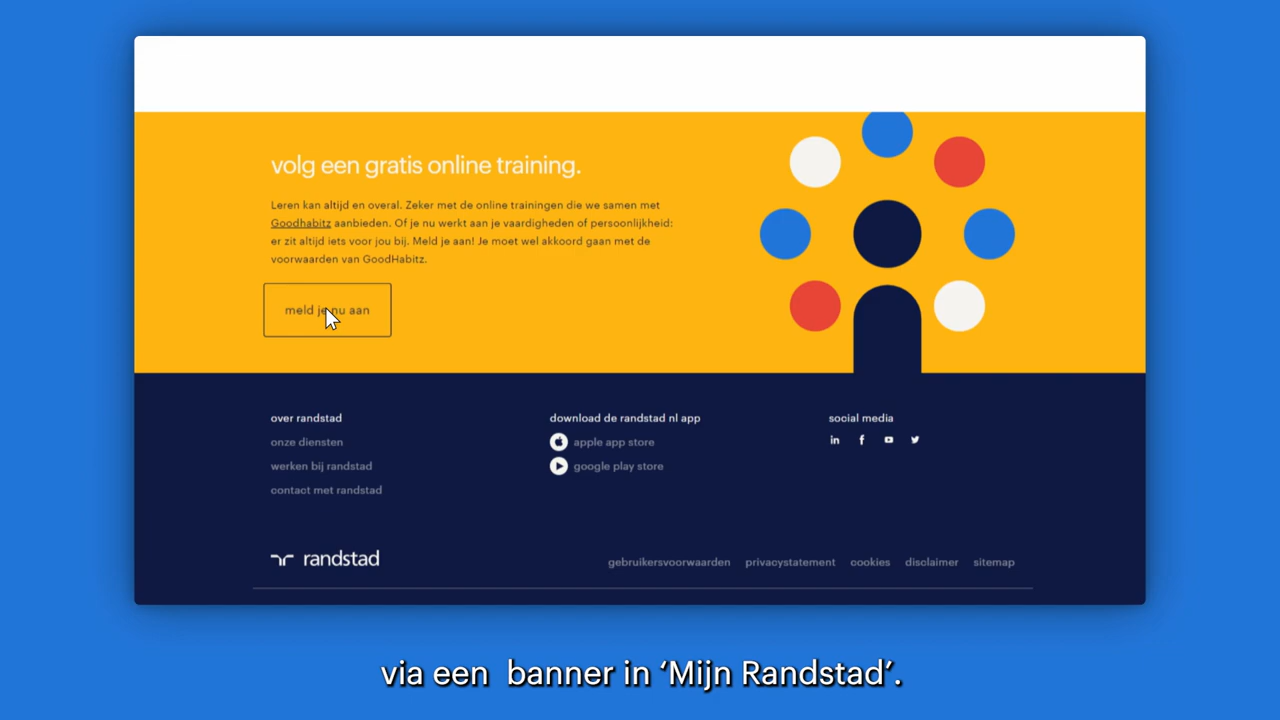 volg een gratis online training.
Leren kan altijd en overal. Zeker met de online trainingen die we samen met
Goodhabitz aanbieden. Of je nu werkt aan je vaardigheden of persoonlijkheid:
er zit altijd iets voor jou bij. Meld je aan! Je moet wel akkoord gaan met de
voorwaarden van GoodHabitz.
meld je nu aan
over randstad
onze diensten
werken bij randstad
contact met randstad
download de randstad nl app
apple app store
google play store
social media
randstad
gebruikersvoorwaarden privacystatement cookies disclaimer sitemap
via een banner in ‘Mijn Randstad’.